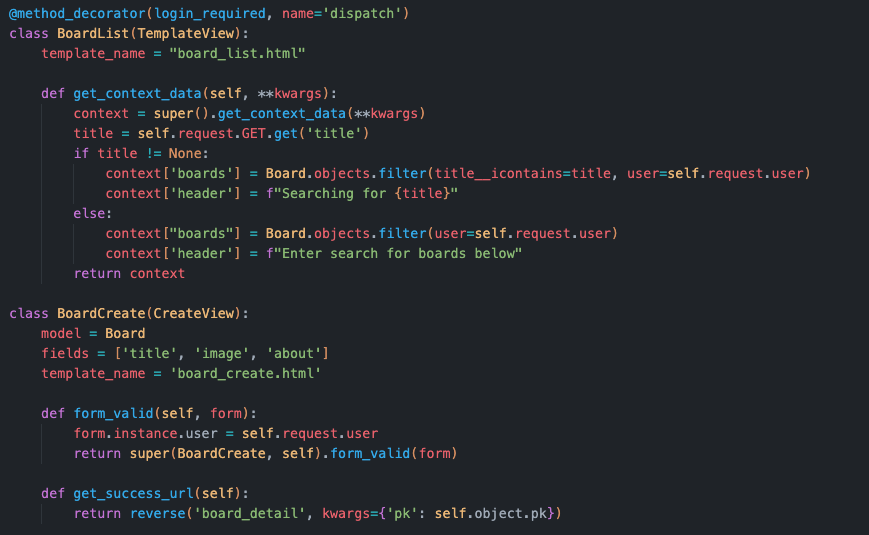 @method_decorator(login_required, name='dispatch')
class BoardList(TemplateView):
    template_name = "board_list.html"

    def get_context_data(self, **kwargs):
        context = super().get_context_data(**kwargs)
        title = self.request.GET.get('title')
        if title != None:
            context['boards'] = Board.objects.filter(title__icontains=title, user=self.request.user)
            context['header'] = f"Searching for {title}"
        else:
            context["boards"] = Board.objects.filter(user=self.request.user)
            context['header'] = f"Enter search for boards below"
        return context

class BoardCreate(CreateView):
    model = Board
    fields = ['title', 'image', 'about']
    template_name = 'board_create.html'

    def form_valid(self, form):
        form.instance.user = self.request.user
        return super(BoardCreate, self).form_valid(form)

    def get_success_url(self):
        return reverse('board_detail', kwargs={'pk': self.object.pk})